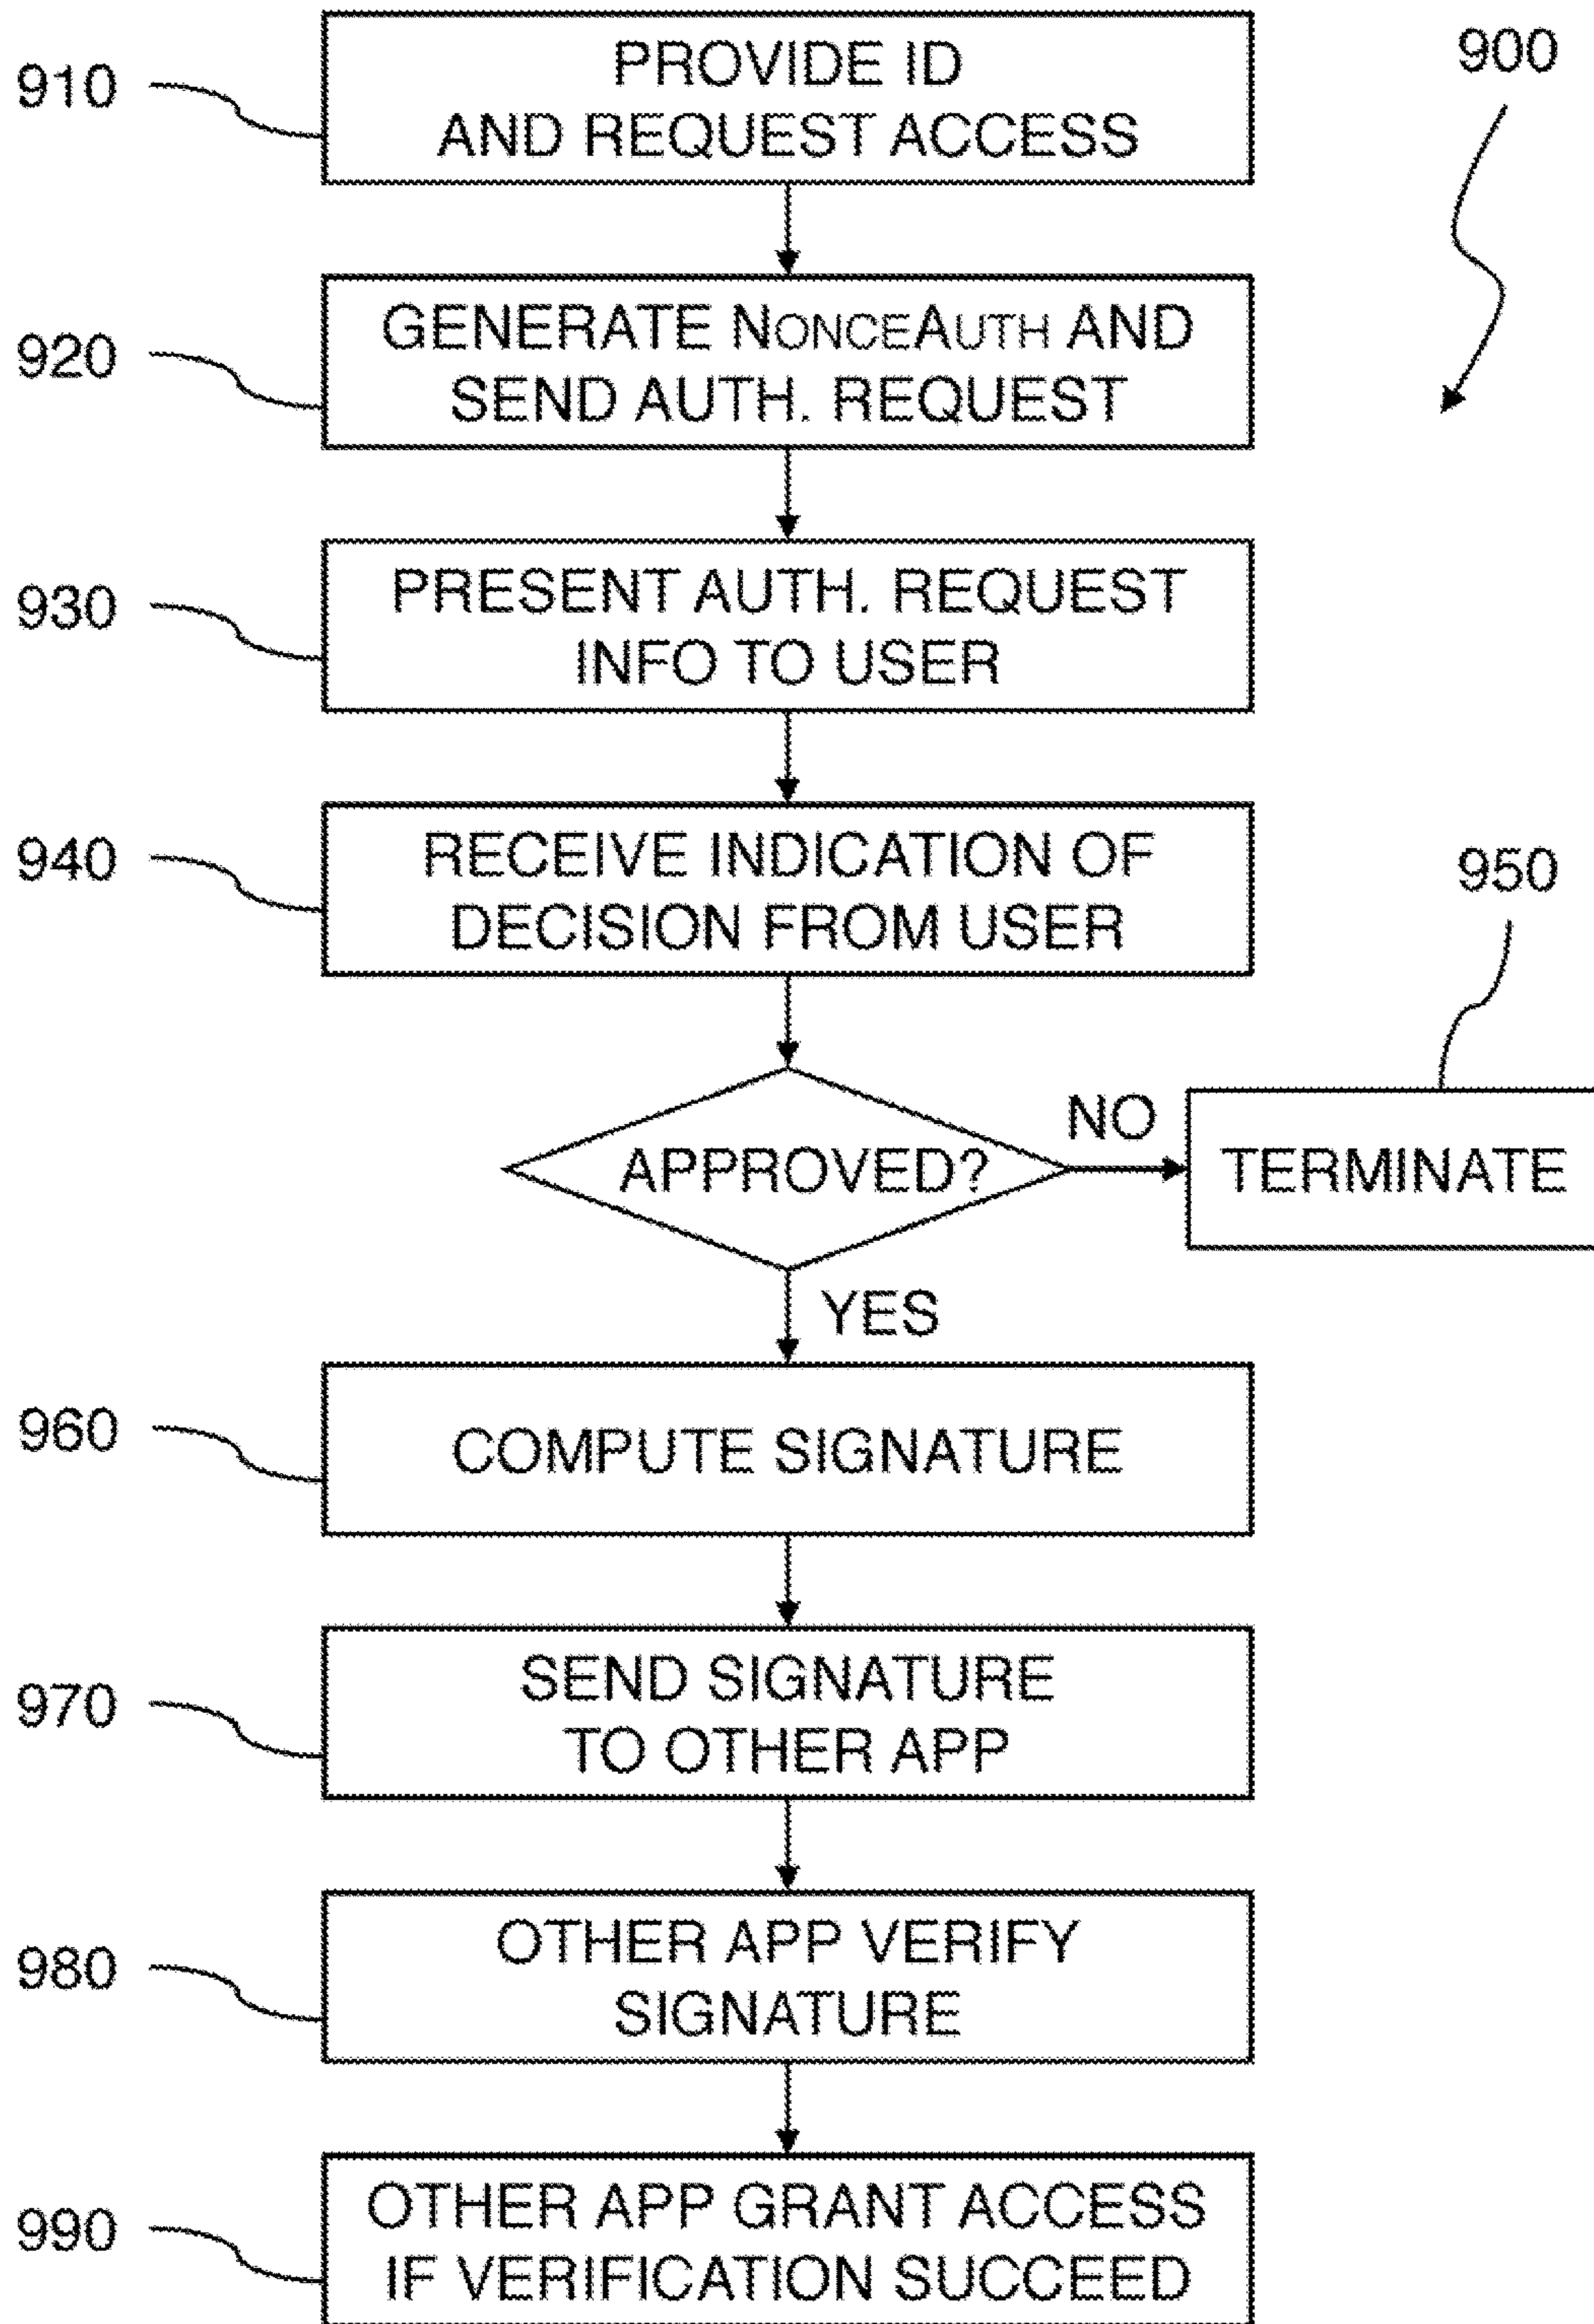 910
PROVIDE ID
AND REQUEST ACCESS
900
920
GENERATE NONCEAUTH AND
SEND AUTH. REQUEST
930
PRESENT AUTH. REQUEST
INFO TO USER
940
RECEIVE INDICATION OF
DECISION FROM USER
950
APPROVED?
NO
TERMINATE
YES
960
COMPUTE SIGNATURE
970
SEND SIGNATURE
TO OTHER APP
980
OTHER APP VERIFY
SIGNATURE
990
OTHER APP GRANT ACCESS
IF VERIFICATION SUCCEED